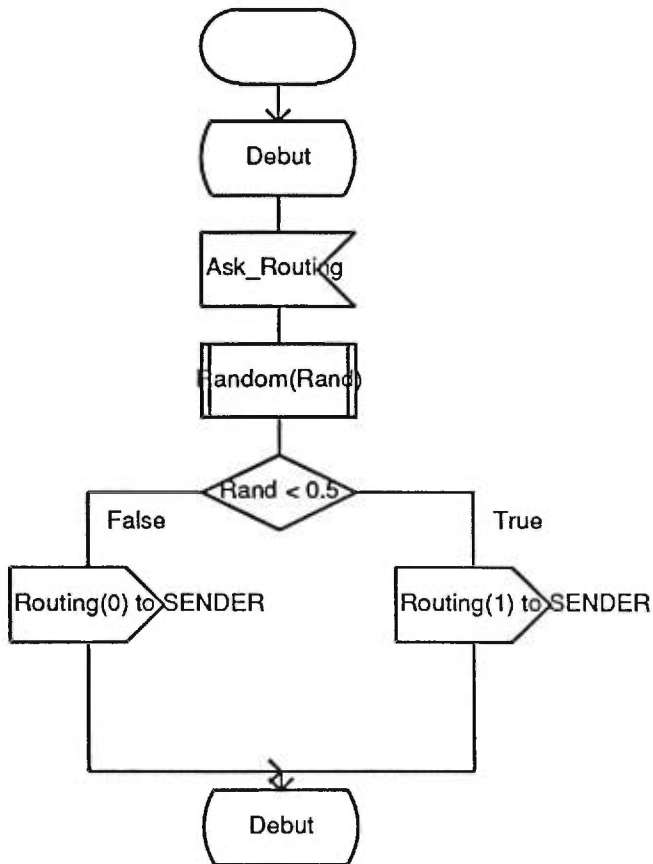 Debut
Ask_Routing
Random(Rand)
Rand < 0.5
False
True
Routing(0) to SENDER
Routing(1) to SENDER
Debut